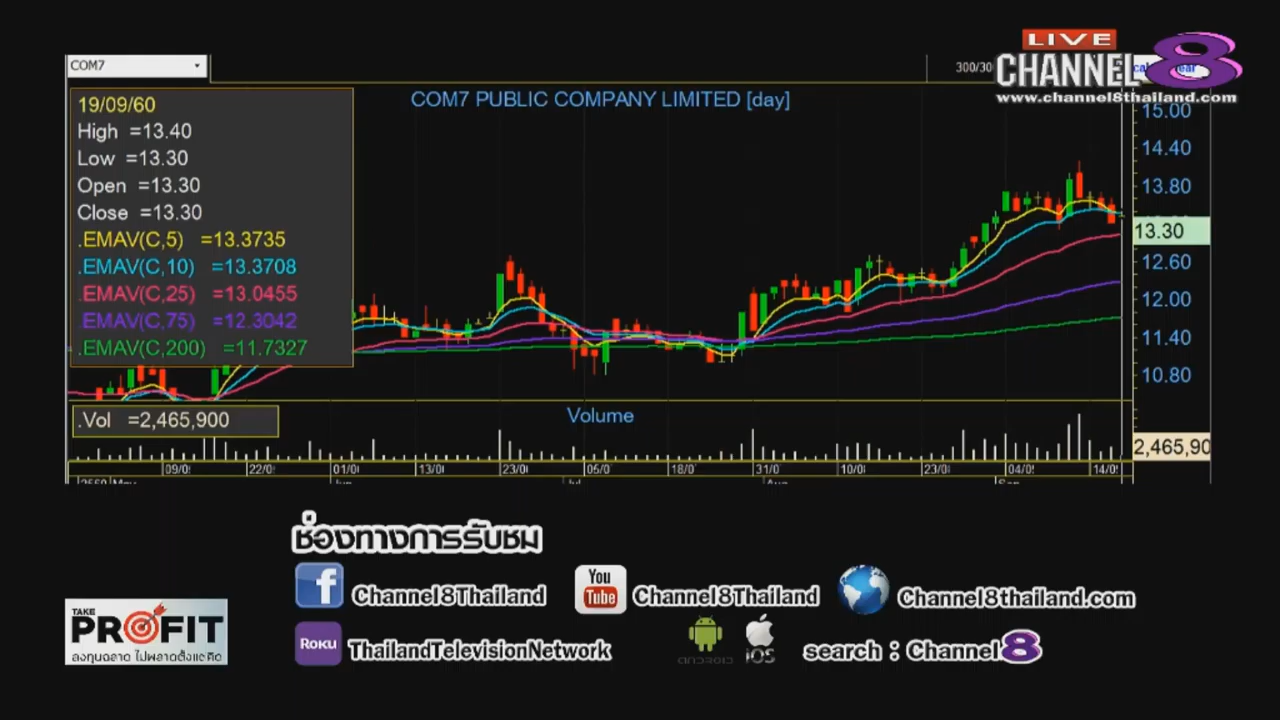 LIVE
CHANNEL 8
www.channel8thailand.com
COM7
300/30
COM7 PUBLIC COMPANY LIMITED [day]
19/09/60
High =13.40
Low =13.30
Open =13.30
Close =13.30
.EMAV(C,5) =13.3735
.EMAV(C,10) =13.3708
.EMAV(C,25) =13.0455
.EMAV(C,75) =12.3042
.EMAV(C,200) =11.7327
15.00
14.40
13.80
13.30
12.60
12.00
11.40
10.80
.Vol =2,465,900
Volume
2,465,90
09/0 22/0 01/0 13/0 23/0 05/0 18/0 31/0 10/0 23/0 04/0 14/0
ช่องทางการรับชม
Channel8Thailand
You Tube Channel8Thailand
Channel8thailand.com
TAKE PROFIT
ลงทุนฉลาด ไม่พลาดตั้งแต่คิด
ROKU ThailandTelevisionNetwork
android iOS
search : Channel 8